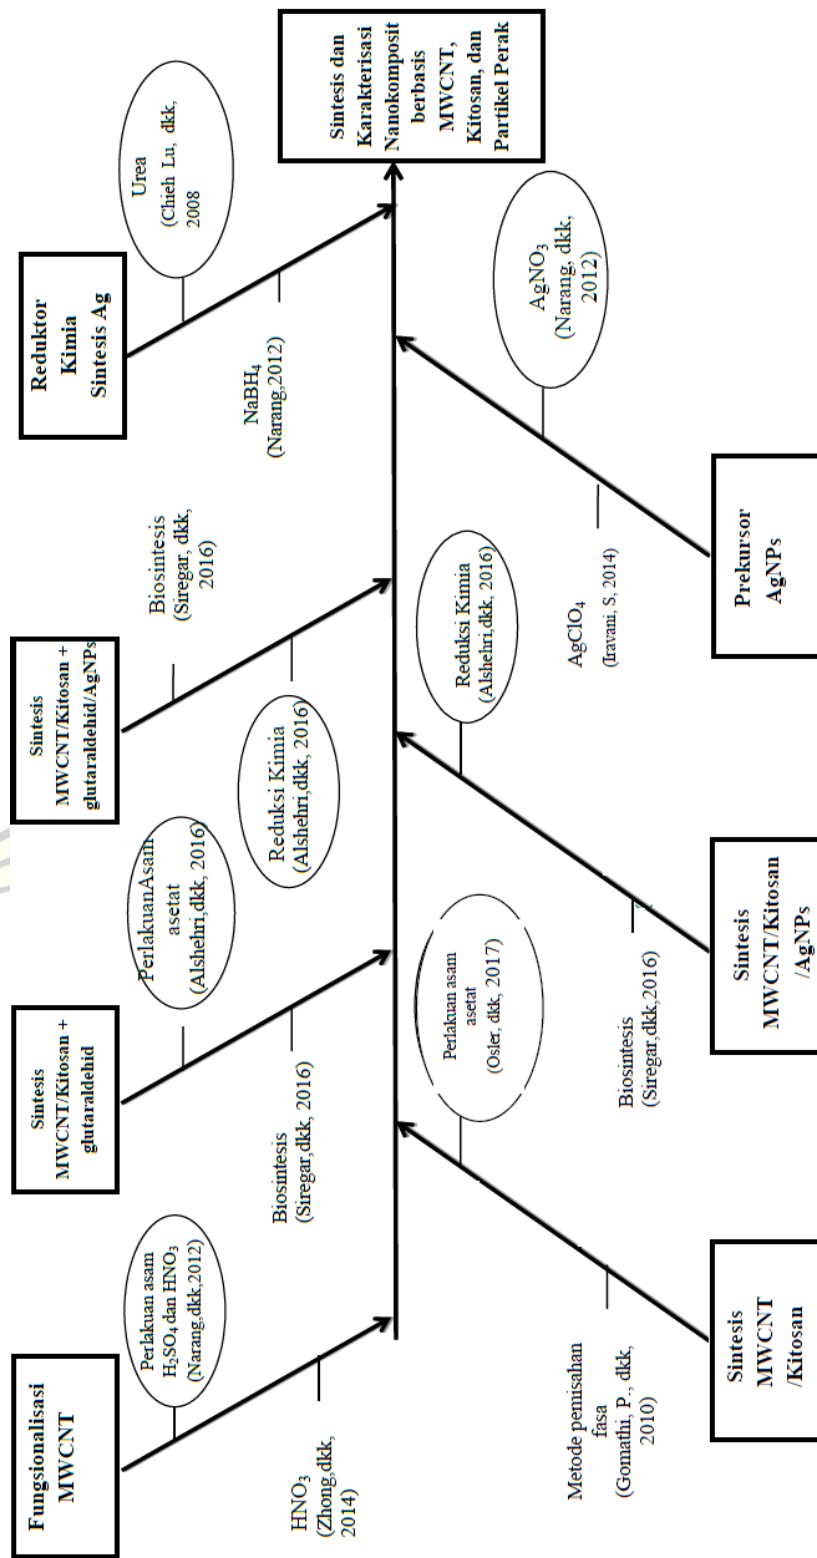 Fungsionalisasi
MWCNT
Perlakuan asam
H₂SO₄ dan HNO₃
(Narang,dkk,2012)
HNO₃
(Zhong,dkk,
2014)
Sintesis
MWCNT/Kitosan +
glutaraldehid
PerlakuanAsam
asetat
(Alshehri,dkk, 2016)
Biosintesis
(Siregar,dkk, 2016)
Sintesis
MWCNT/Kitosan +
glutaraldehid/AgNPs
Biosintesis
(Siregar, dkk,
2016)
Reduksi Kimia
(Alshehri,dkk, 2016)
Reduktor
Kimia
Sintesis Ag
Urea
(Chieh Lu, dkk,
2008
NaBH₄
(Narang,2012)
Sintesis dan
Karakterisasi
Nanokomposit
berbasis
MWCNT,
Kitosan, dan
Partikel Perak
Perlakuan asam
asetat
(Osler, dkk, 2017)
Metode pemisahan
fasa
(Gomathi, P., dkk,
2010)
Sintesis
MWCNT
/Kitosan
Reduksi Kimia
(Alshehri,dkk, 2016)
Biosintesis
(Siregar,dkk,2016)
Sintesis
MWCNT/Kitosan
/AgNPs
AgNO₃
(Narang, dkk,
2012)
AgClO₄
(Iravani, S, 2014)
Prekursor
AgNPs